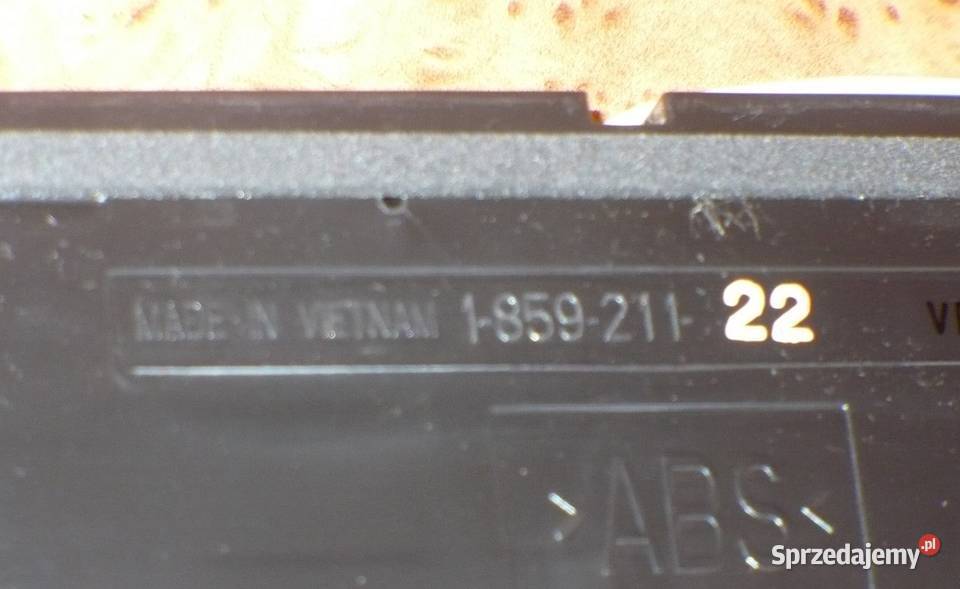 MADE IN VIETNAM 1-859-211- 22
>ABS<
Sprzedajemy.pl